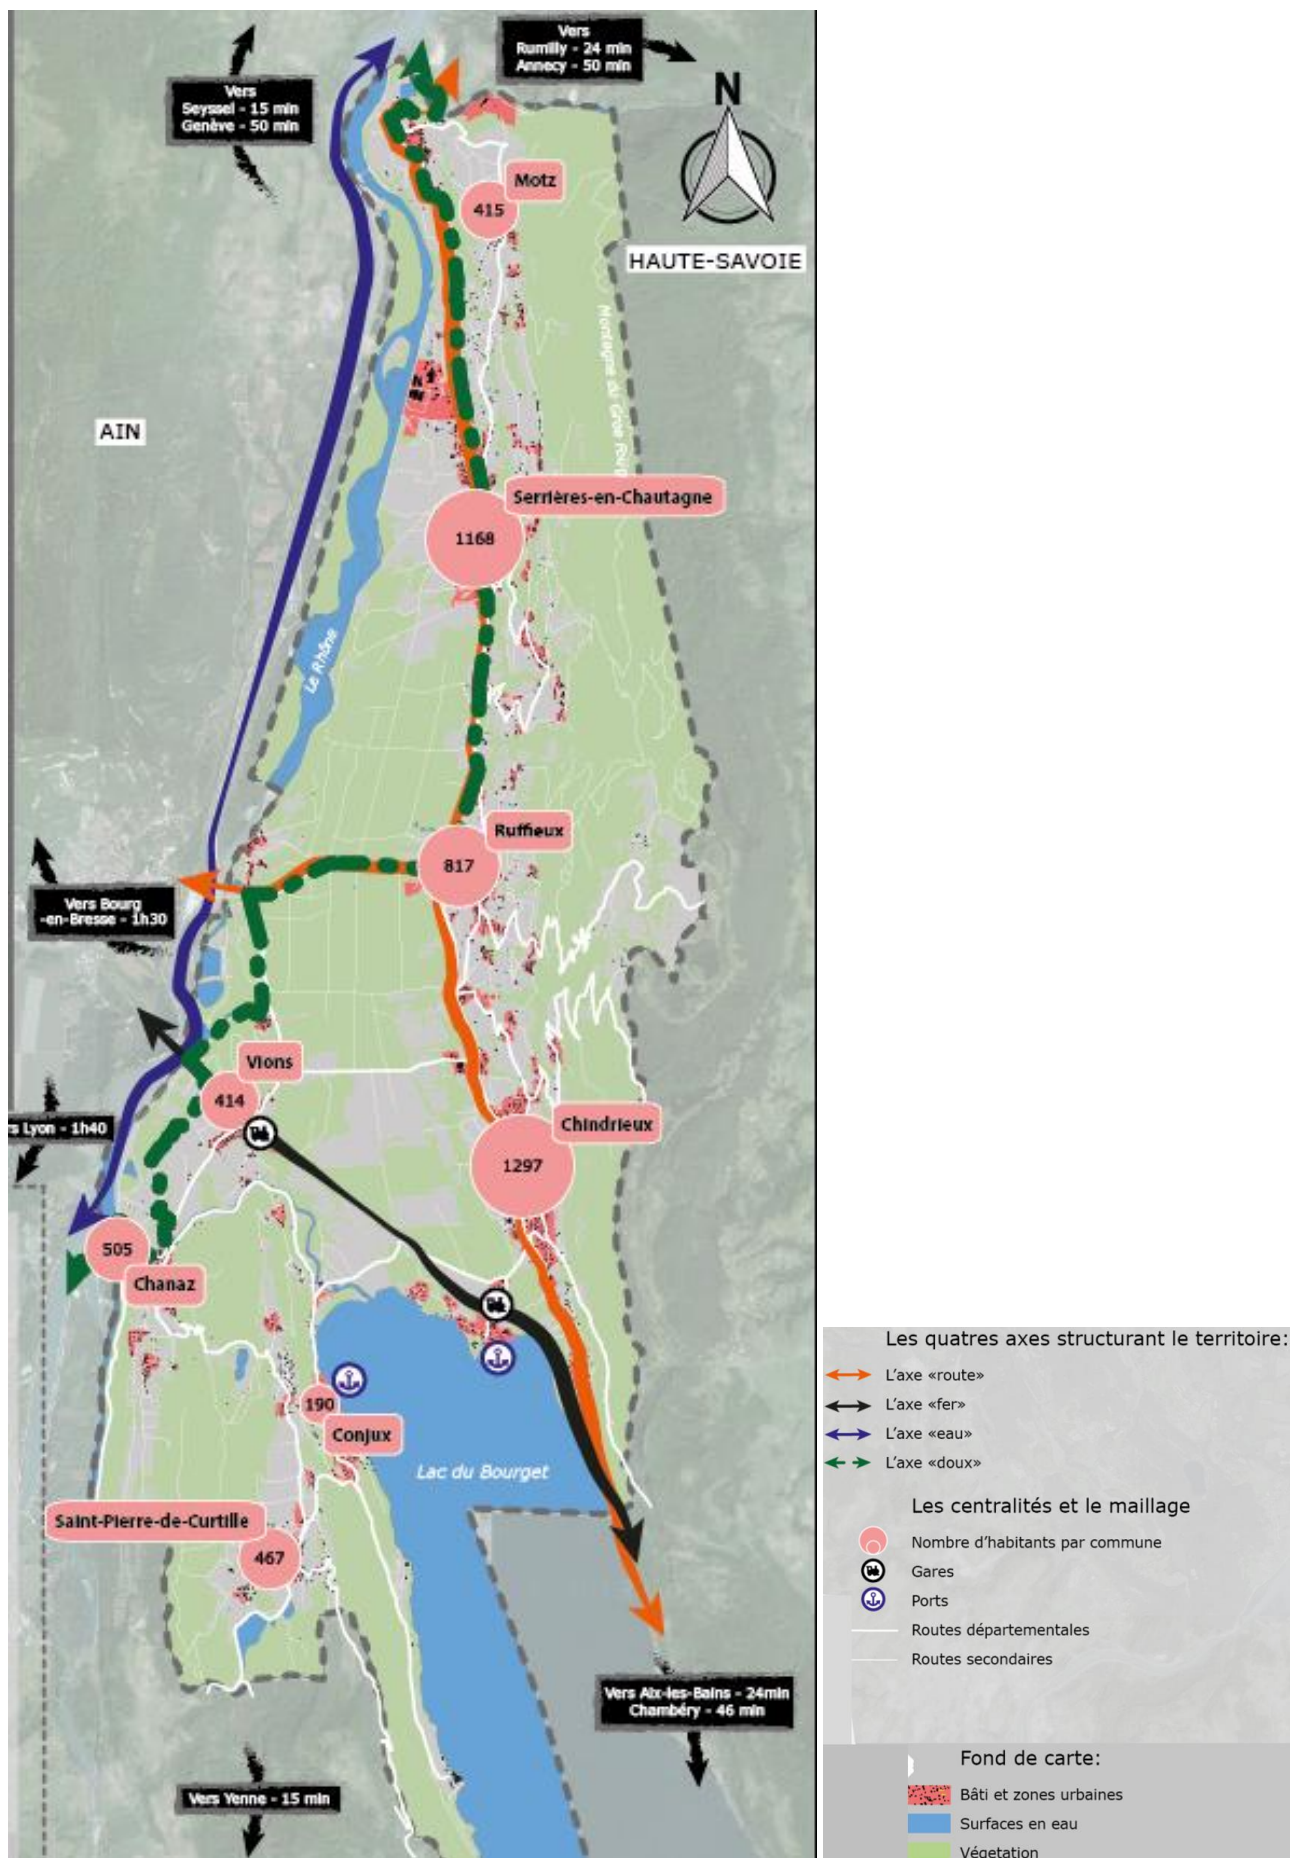 Vers
Rumilly - 24 min
Annecy - 50 min
Vers
Seyssel - 15 min
Genève - 50 min
N
Motz
415
HAUTE-SAVOIE
Montagne du Gros
AIN
Serrières-en-Chautagne
1168
Le Rhône
Ruffieux
817
Vers Bourg
-en-Bresse - 1h30
Vions
414
Chindrieux
1297
Lyon - 1h40
505
Chanaz
190
Conjux
Lac du Bourget
Saint-Pierre-de-Curtille
467
Vers Aix-les-Bains - 24min
Chambéry - 46 min
Vers Yenne - 15 min
Les quatres axes structurant le territoire:
L'axe «route»
L'axe «fer»
L'axe «eau»
L'axe «doux»
Les centralités et le maillage
Nombre d'habitants par commune
Gares
Ports
Routes départementales
Routes secondaires
Fond de carte:
Bâti et zones urbaines
Surfaces en eau
Végetation